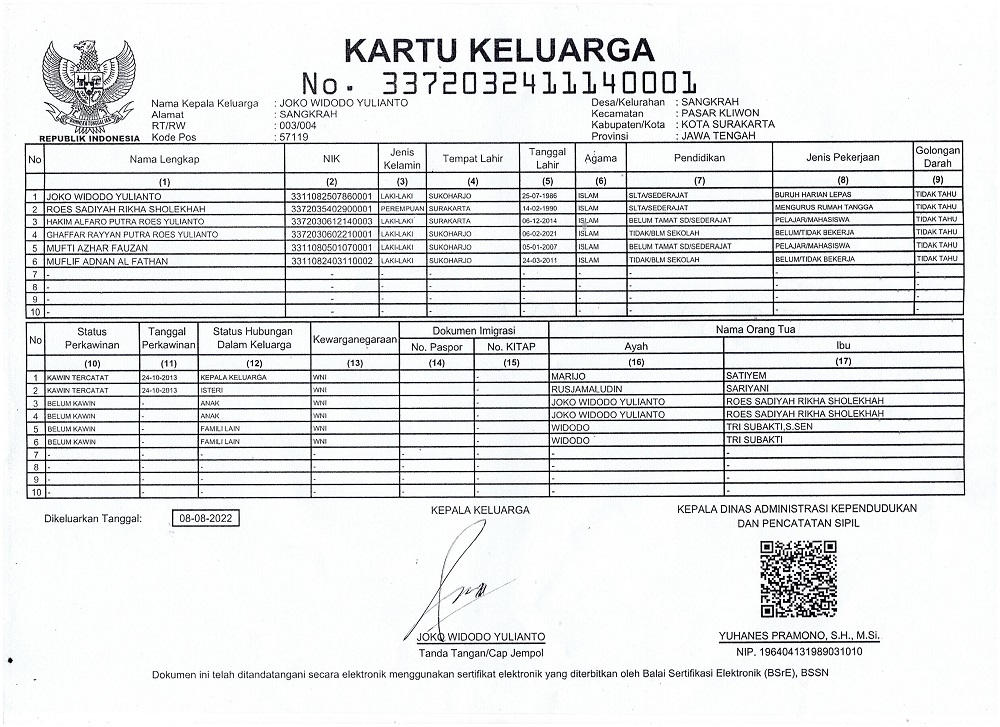 KARTU KELUARGA
No. 3372032411140001
REPUBLIK INDONESIA
Nama Kepala Keluarga : JOKO WIDODO YULIANTO
Alamat : SANGKRAH
RT/RW : 003/004
Kode Pos : 57119
Desa/Kelurahan : SANGKRAH
Kecamatan : PASAR KLIWON
Kabupaten/Kota : KOTA SURAKARTA
Provinsi : JAWA TENGAH
No Nama Lengkap NIK Jenis Kelamin Tempat Lahir Tanggal Lahir Agama Pendidikan Jenis Pekerjaan Golongan Darah
(1) (2) (3) (4) (5) (6) (7) (8) (9)
1 JOKO WIDODO YULIANTO 3311082507860001 LAKI-LAKI SUKOHARJO 25-07-1986 ISLAM SLTA/SEDERAJAT BURUH HARIAN LEPAS TIDAK TAHU
2 ROES SADIYAH RIKHA SHOLEKHAH 3372035402900001 PEREMPUAN SURAKARTA 14-02-1990 ISLAM SLTA/SEDERAJAT MENGURUS RUMAH TANGGA TIDAK TAHU
3 HAKIM ALFARO PUTRA ROES YULIANTO 3372030612140003 LAKI-LAKI SURAKARTA 06-12-2014 ISLAM BELUM TAMAT SD/SEDERAJAT PELAJAR/MAHASISWA TIDAK TAHU
4 GHAFFAR RAYYAN PUTRA ROES YULIANTO 3372030602210001 LAKI-LAKI SURAKARTA 06-02-2021 ISLAM TIDAK/BLM SEKOLAH BELUM/TIDAK BEKERJA TIDAK TAHU
5 MUFTI AZHAR FAUZAN 3311080501070001 LAKI-LAKI SUKOHARJO 05-01-2007 ISLAM BELUM TAMAT SD/SEDERAJAT PELAJAR/MAHASISWA TIDAK TAHU
6 MUFLIF ADNAN AL FATHAN 3311082403110002 LAKI-LAKI SUKOHARJO 24-03-2011 ISLAM TIDAK/BLM SEKOLAH BELUM/TIDAK BEKERJA TIDAK TAHU
7 - - - - - - - - -
8 - - - - - - - - -
9 - - - - - - - - -
10 - - - - - - - - -
No Status Perkawinan Tanggal Perkawinan Status Hubungan Dalam Keluarga Kewarganegaraan Dokumen Imigrasi Nama Orang Tua
No. Paspor No. KITAP Ayah Ibu
(10) (11) (12) (13) (14) (15) (16) (17)
1 KAWIN TERCATAT 24-10-2013 KEPALA KELUARGA WNI - MARIJO SATIYEM
2 KAWIN TERCATAT 24-10-2013 ISTERI WNI - RUSJAMALUDIN SARIYANI
3 BELUM KAWIN - ANAK WNI - JOKO WIDODO YULIANTO ROES SADIYAH RIKHA SHOLEKHAH
4 BELUM KAWIN - ANAK WNI - JOKO WIDODO YULIANTO ROES SADIYAH RIKHA SHOLEKHAH
5 BELUM KAWIN - FAMILI LAIN WNI - WIDODO TRI SUBAKTI,S.SEN
6 BELUM KAWIN - FAMILI LAIN WNI - WIDODO TRI SUBAKTI
7 - - - - - - -
8 - - - - - - -
9 - - - - - - -
10 - - - - - - -
Dikeluarkan Tanggal: 08-08-2022
KEPALA KELUARGA
JOKO WIDODO YULIANTO
Tanda Tangan/Cap Jempol
KEPALA DINAS ADMINISTRASI KEPENDUDUKAN
DAN PENCATATAN SIPIL
YUHANES PRAMONO, S.H., M.Si.
NIP. 196404131989031010
Dokumen ini telah ditandatangani secara elektronik menggunakan sertifikat elektronik yang diterbitkan oleh Balai Sertifikasi Elektronik (BSrE), BSSN